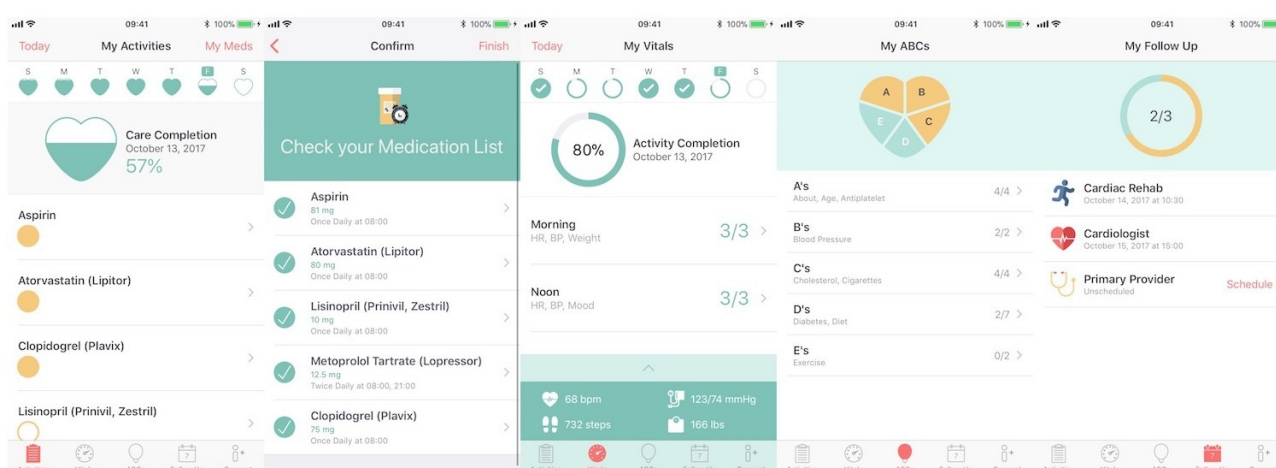 09:41
100%
Today
My Activities
My Meds
S M T W T F S
Care Completion
October 13, 2017
57%
Aspirin
Atorvastatin (Lipitor)
Clopidogrel (Plavix)
Lisinopril (Prinivil, Zestril)
09:41
100%
Confirm
Finish
Check your Medication List
Aspirin
81 mg
Once Daily at 08:00
Atorvastatin (Lipitor)
80 mg
Once Daily at 08:00
Lisinopril (Prinivil, Zestril)
10 mg
Once Daily at 08:00
Metoprolol Tartrate (Lopressor)
12.5 mg
Twice Daily at 08:00, 21:00
Clopidogrel (Plavix)
75 mg
Once Daily at 08:00
09:41
100%
Today
My Vitals
S M T W T F S
80%
Activity Completion
October 13, 2017
Morning
HR, BP, Weight
3/3
Noon
HR, BP, Mood
3/3
68 bpm
123/74 mmHg
732 steps
166 lbs
09:41
100%
My ABCs
A
B
C
D
E
A's
About, Age, Antiplatelet
4/4
B's
Blood Pressure
2/2
C's
Cholesterol, Cigarettes
4/4
D's
Diabetes, Diet
2/7
E's
Exercise
0/2
09:41
100%
My Follow Up
2/3
Cardiac Rehab
October 14, 2017 at 10:30
Cardiologist
October 15, 2017 at 15:00
Primary Provider
Unscheduled
Schedule